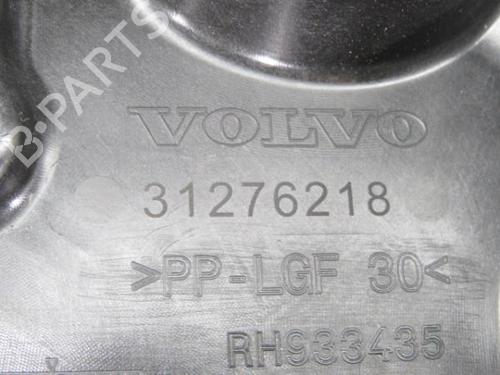 B-PARTS
VOLVO
31276218
>PP-LGF 30<
RH933435